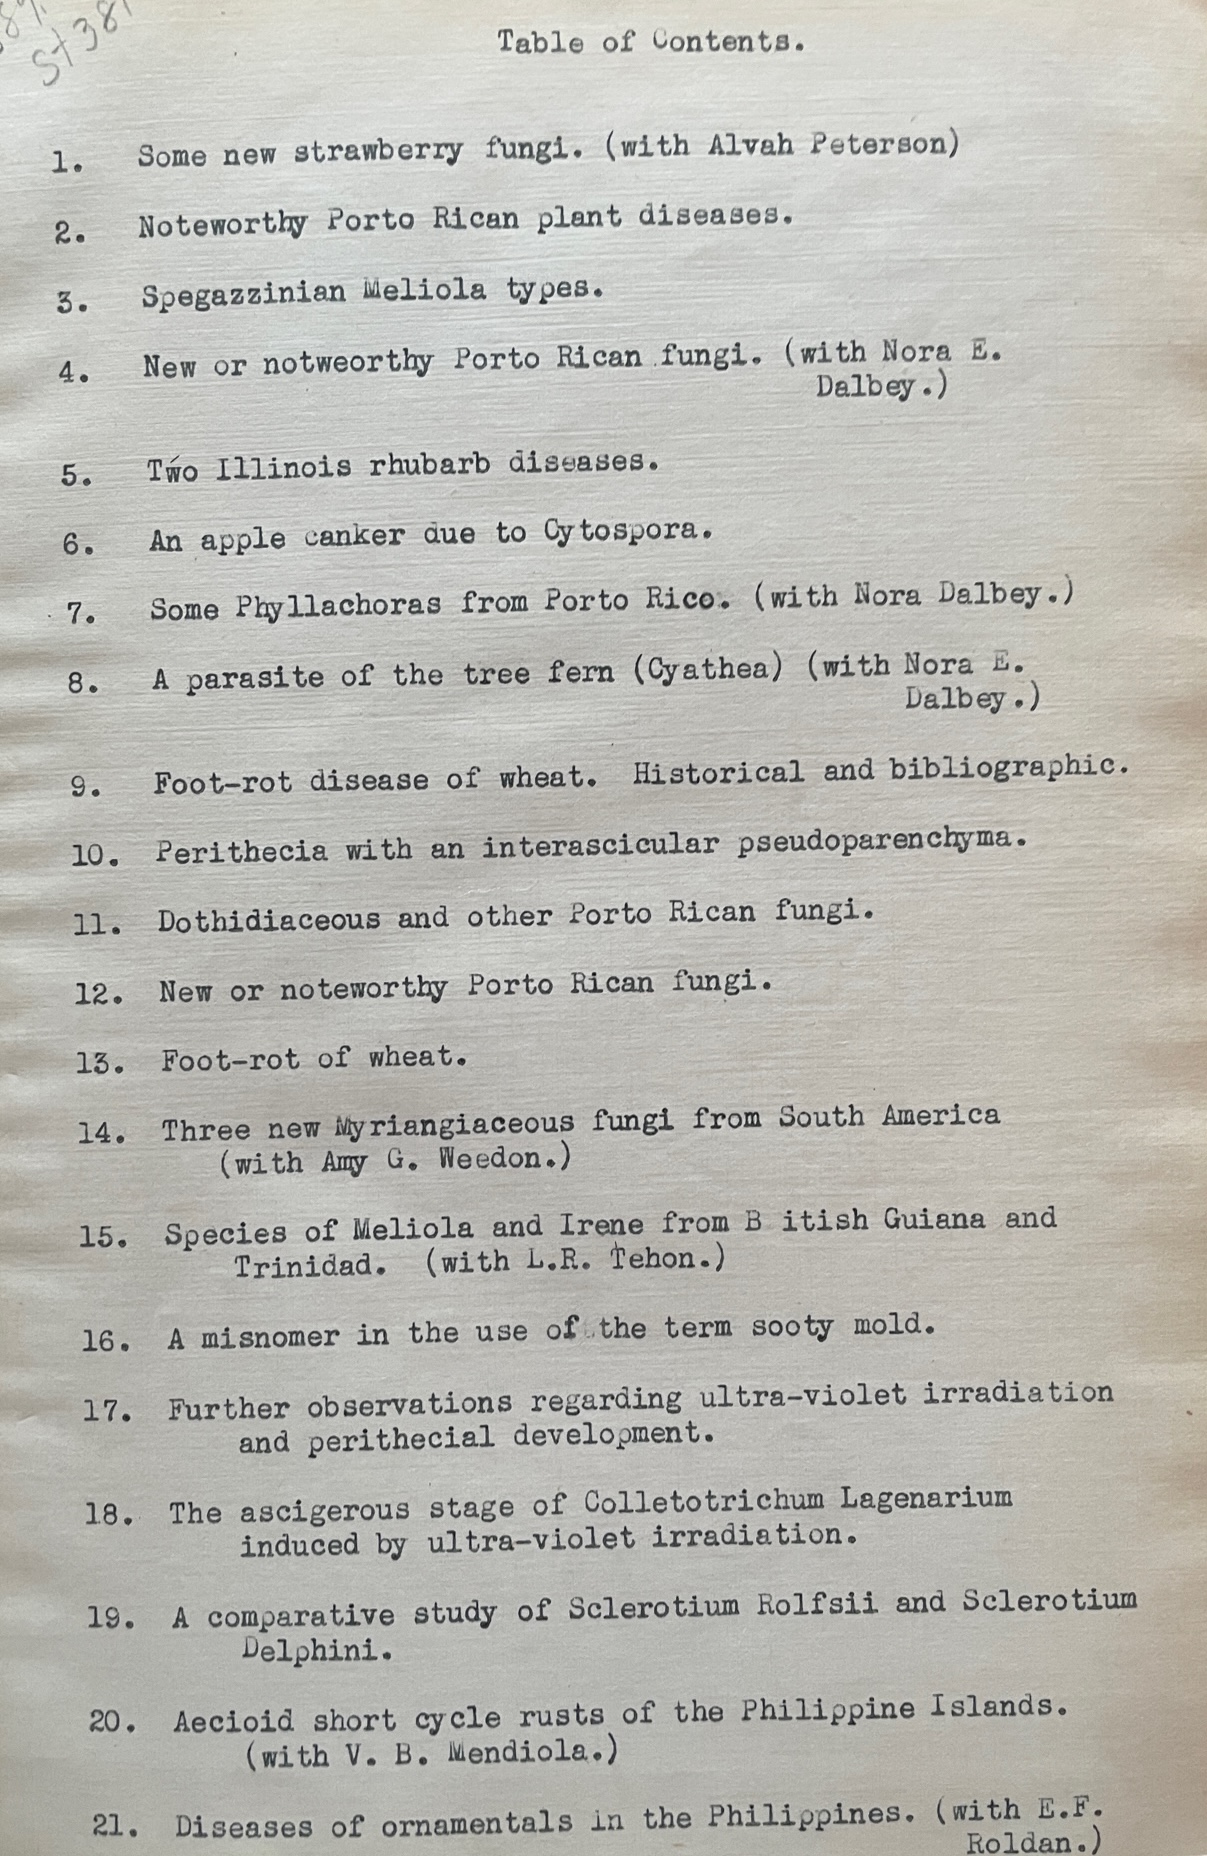 St381
Table of Contents.
1. Some new strawberry fungi. (with Alvah Peterson)
2. Noteworthy Porto Rican plant diseases.
3. Spegazzinian Meliola types.
4. New or notweorthy Porto Rican fungi. (with Nora E.
Dalbey.)
5. Two Illinois rhubarb diseases.
6. An apple canker due to Cytospora.
7. Some Phyllachoras from Porto Rico. (with Nora Dalbey.)
8. A parasite of the tree fern (Cyathea) (with Nora E.
Dalbey.)
9. Foot-rot disease of wheat. Historical and bibliographic.
10. Perithecia with an interascicular pseudoparenchyma.
11. Dothidiaceous and other Porto Rican fungi.
12. New or noteworthy Porto Rican fungi.
13. Foot-rot of wheat.
14. Three new Myriangiaceous fungi from South America
(with Amy G. Weedon.)
15. Species of Meliola and Irene from B itish Guiana and
Trinidad. (with L.R. Tehon.)
16. A misnomer in the use of the term sooty mold.
17. Further observations regarding ultra-violet irradiation
and perithecial development.
18. The ascigerous stage of Colletotrichum Lagenarium
induced by ultra-violet irradiation.
19. A comparative study of Sclerotium Rolfsii and Sclerotium
Delphini.
20. Aecioid short cycle rusts of the Philippine Islands.
(with V. B. Mendiola.)
21. Diseases of ornamentals in the Philippines. (with E.F.
Roldan.)